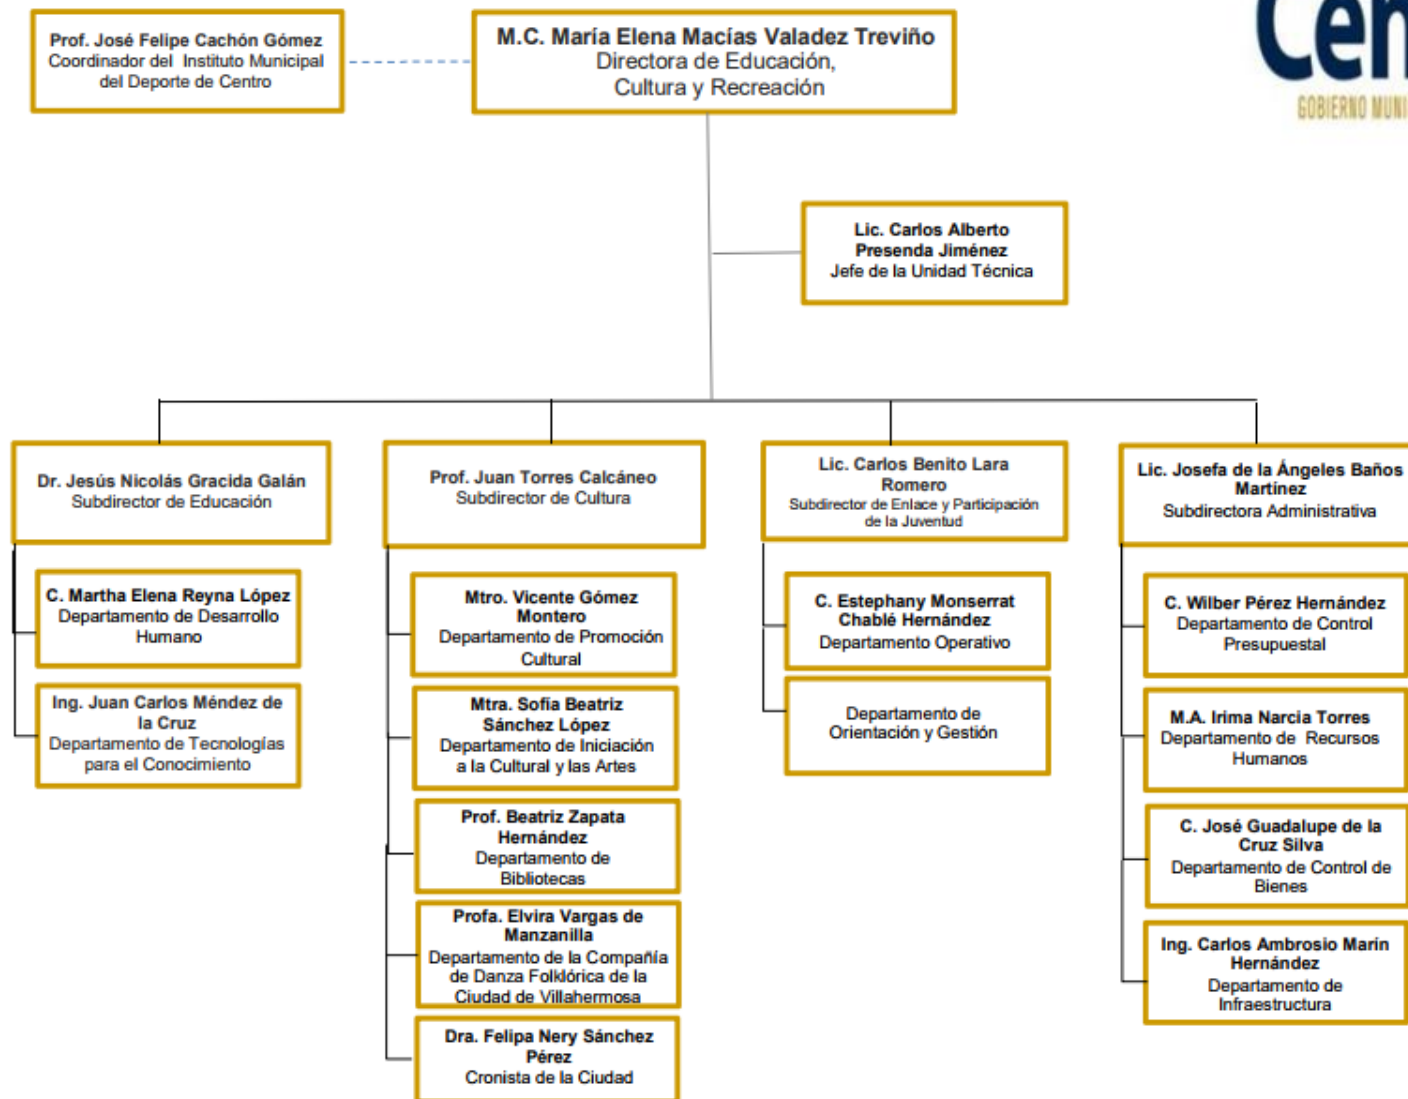 Cen
GOBIERNO MUNI
Prof. José Felipe Cachón Gómez
Coordinador del Instituto Municipal
del Deporte de Centro
M.C. María Elena Macías Valadez Treviño
Directora de Educación,
Cultura y Recreación
Lic. Carlos Alberto
Presenda Jiménez
Jefe de la Unidad Técnica
Dr. Jesús Nicolás Gracida Galán
Subdirector de Educación
C. Martha Elena Reyna López
Departamento de Desarrollo
Humano
Ing. Juan Carlos Méndez de
la Cruz
Departamento de Tecnologías
para el Conocimiento
Prof. Juan Torres Calcáneo
Subdirector de Cultura
Mtro. Vicente Gómez
Montero
Departamento de Promoción
Cultural
Mtra. Sofía Beatriz
Sánchez López
Departamento de Iniciación
a la Cultural y las Artes
Prof. Beatriz Zapata
Hernández
Departamento de
Bibliotecas
Profa. Elvira Vargas de
Manzanilla
Departamento de la Compañía
de Danza Folklórica de la
Ciudad de Villahermosa
Dra. Felipa Nery Sánchez
Pérez
Cronista de la Ciudad
Lic. Carlos Benito Lara
Romero
Subdirector de Enlace y Participación
de la Juventud
C. Estephany Monserrat
Chablé Hernández
Departamento Operativo
Departamento de
Orientación y Gestión
Lic. Josefa de la Ángeles Baños
Martínez
Subdirectora Administrativa
C. Wilber Pérez Hernández
Departamento de Control
Presupuestal
M.A. Irima Narcia Torres
Departamento de Recursos
Humanos
C. José Guadalupe de la
Cruz Silva
Departamento de Control de
Bienes
Ing. Carlos Ambrosio Marín
Hernández
Departamento de
Infraestructura